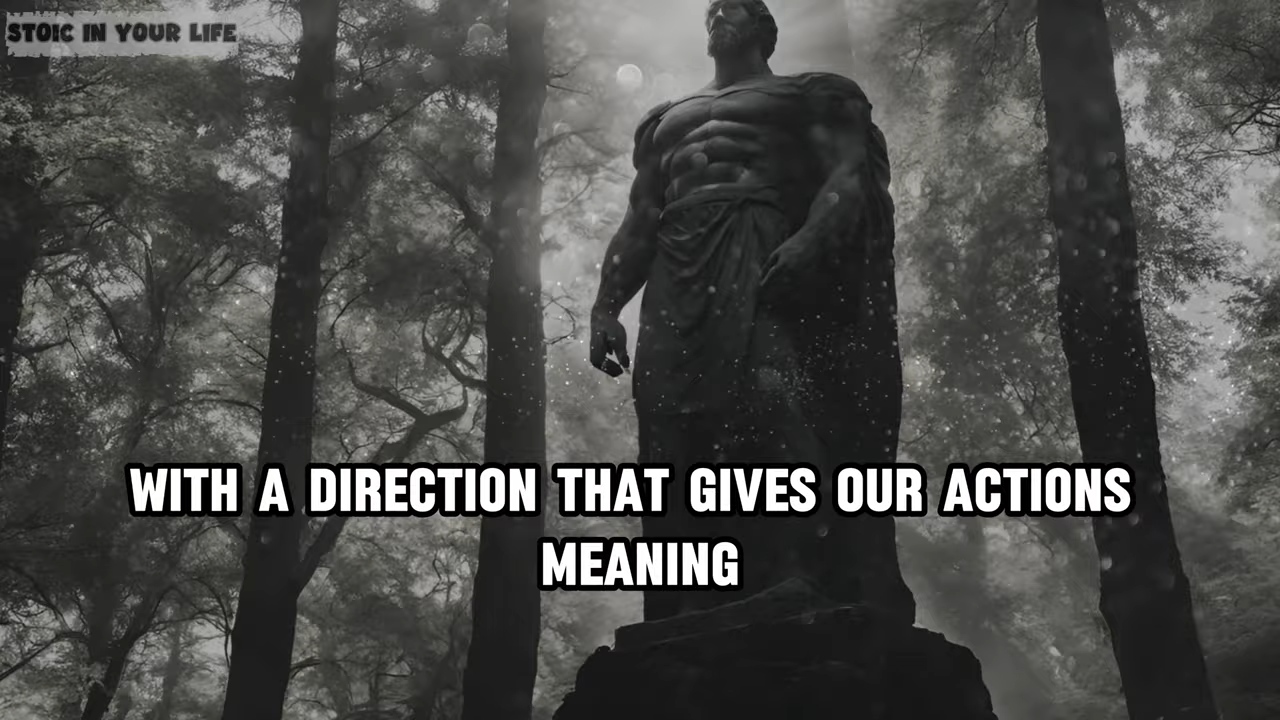 STOIC IN YOUR LIFE
WITH A DIRECTION THAT GIVES OUR ACTIONS
MEANING